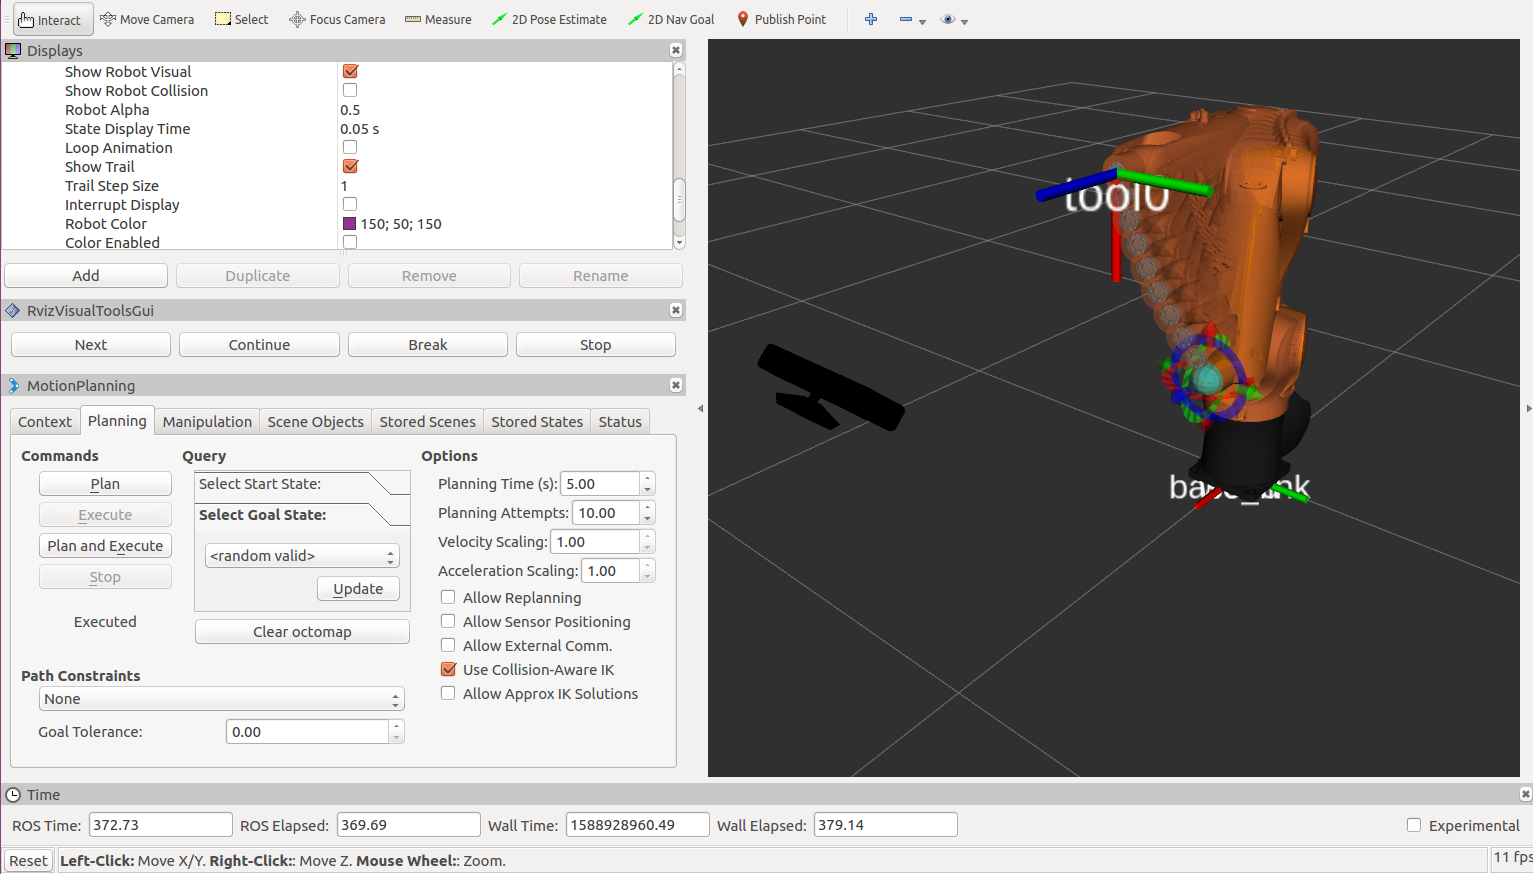 Interact Move Camera Select Focus Camera Measure 2D Pose Estimate 2D Nav Goal Publish Point
Displays
Show Robot Visual
Show Robot Collision
Robot Alpha 0.5
State Display Time 0.05 s
Loop Animation
Show Trail
Trail Step Size 1
Interrupt Display
Robot Color 150; 50; 150
Color Enabled
Add Duplicate Remove Rename
RvizVisualToolsGui
Next Continue Break Stop
MotionPlanning
Context Planning Manipulation Scene Objects Stored Scenes Stored States Status
Commands
Plan
Execute
Plan and Execute
Stop
Executed
Query
Select Start State:
Select Goal State:
<random valid>
Update
Clear octomap
Options
Planning Time (s): 5.00
Planning Attempts: 10.00
Velocity Scaling: 1.00
Acceleration Scaling: 1.00
Allow Replanning
Allow Sensor Positioning
Allow External Comm.
Use Collision-Aware IK
Allow Approx IK Solutions
Path Constraints
None
Goal Tolerance: 0.00
tool0
Time
ROS Time: 372.73 ROS Elapsed: 369.69 Wall Time: 1588928960.49 Wall Elapsed: 379.14 Experimental
Reset Left-Click: Move X/Y. Right-Click:: Move Z. Mouse Wheel:: Zoom. 11 fps